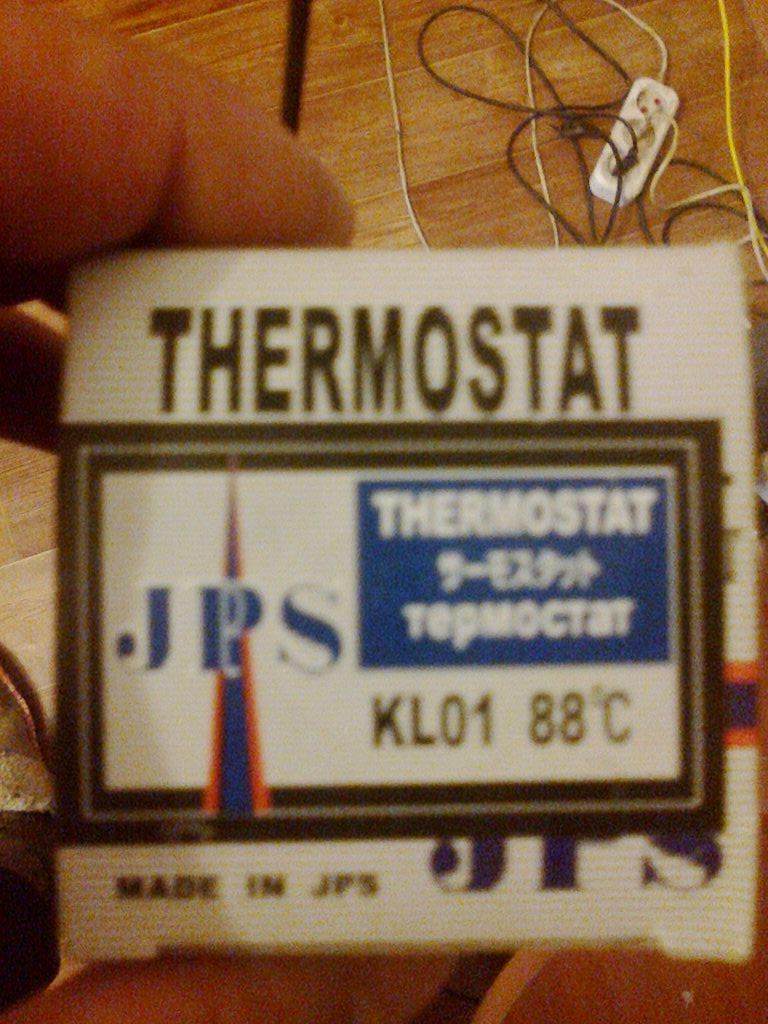 THERMOSTAT
THERMOSTAT
サーモスタット
термостат
JPS
KL01 88°C
MADE IN JPS
JPS